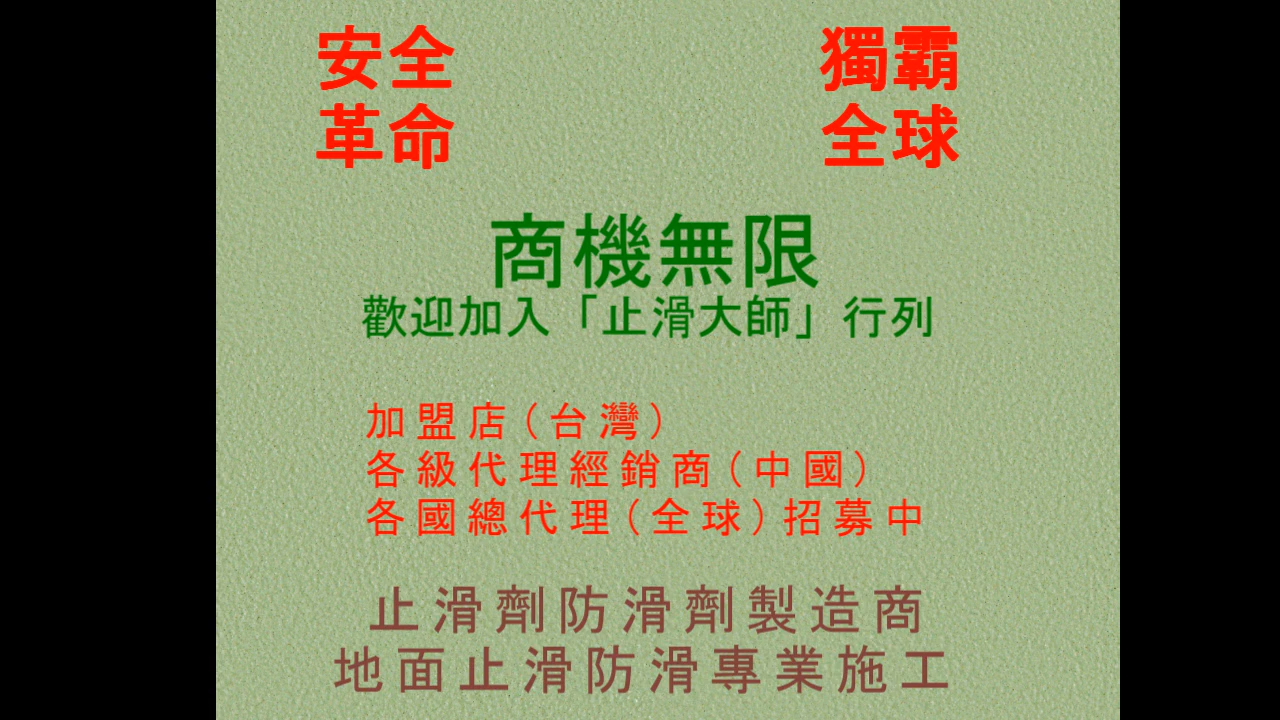 安全 獨霸
革命 全球
商機無限
歡迎加入「止滑大師」行列
加盟店(台灣)
各級代理經銷商(中國)
各國總代理(全球)招募中
止滑劑防滑劑製造商
地面止滑防滑專業施工